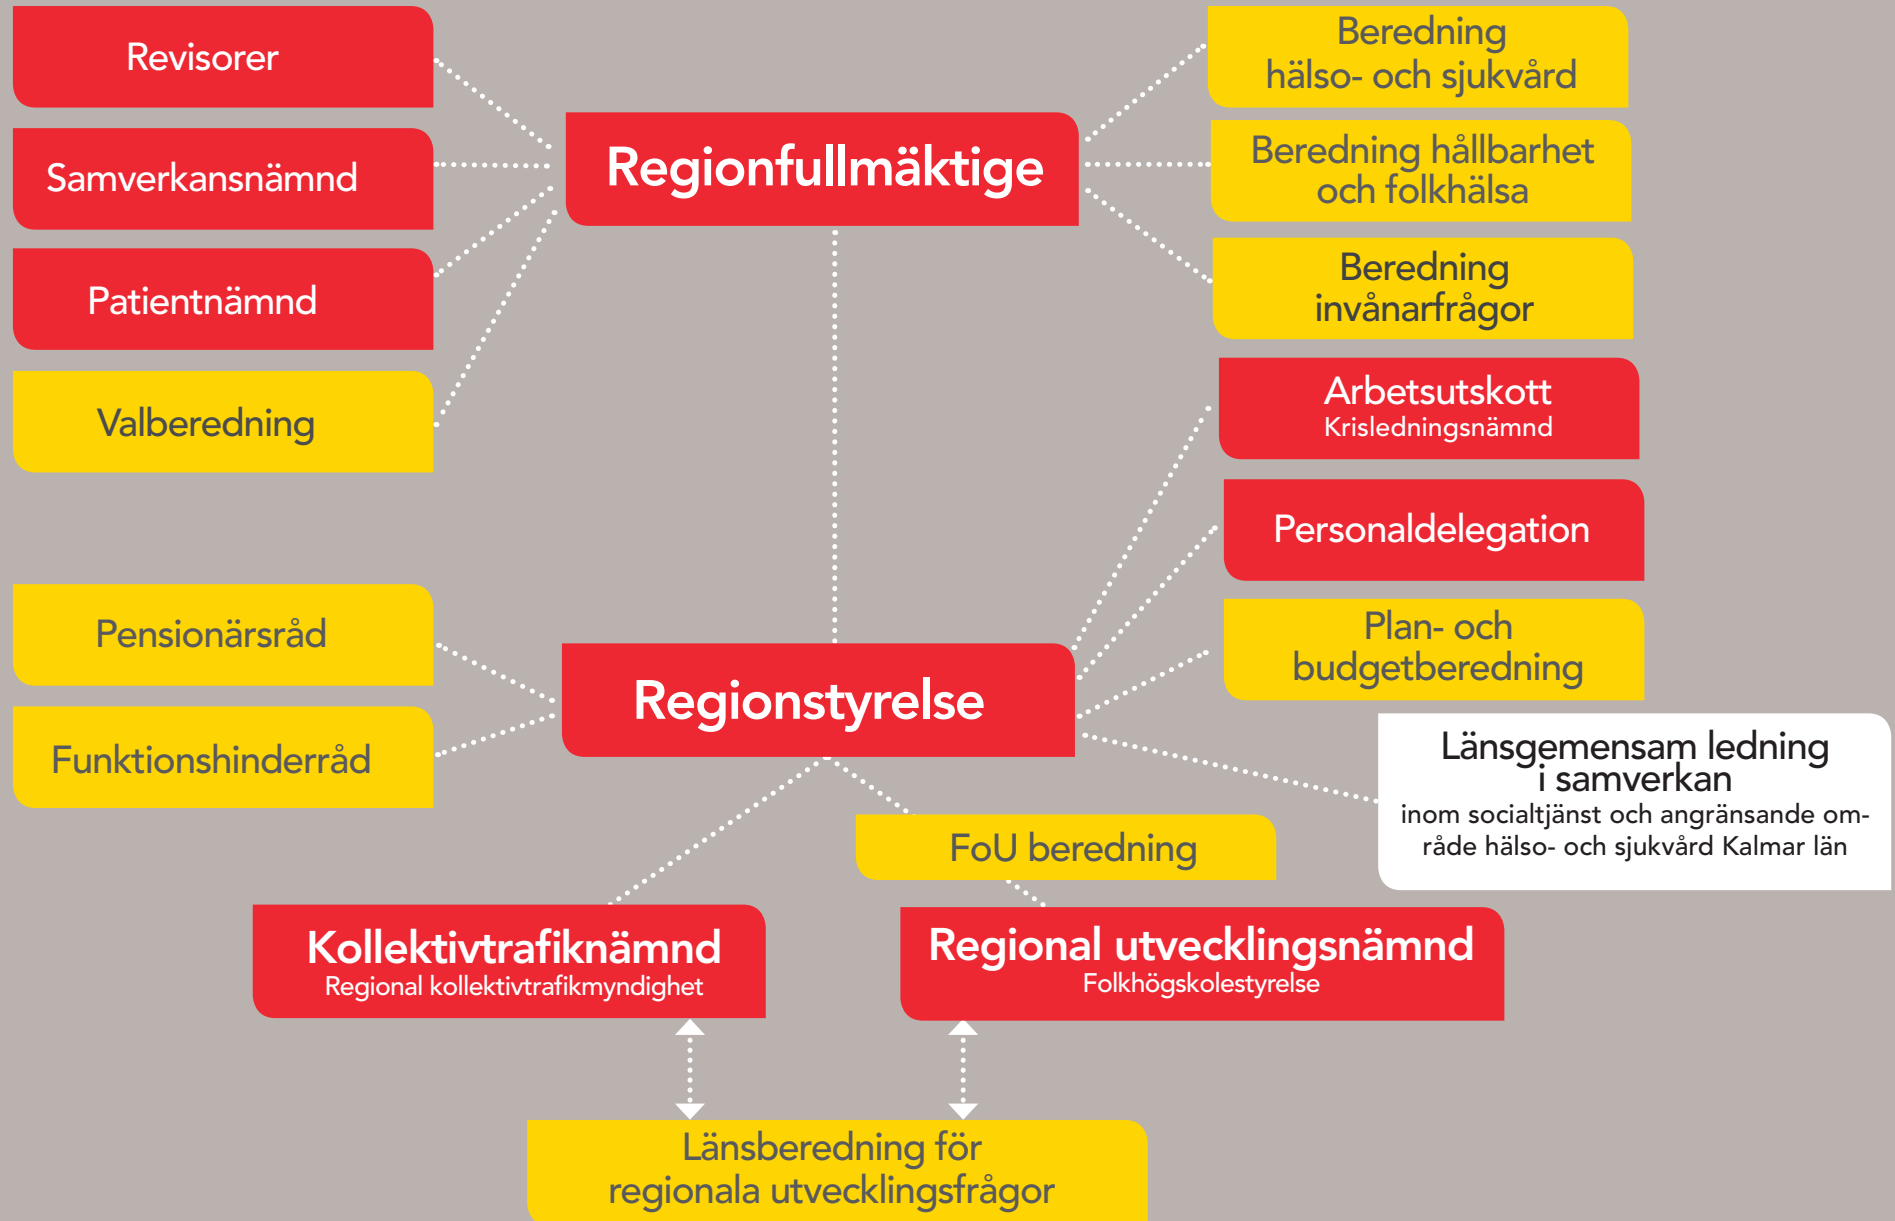 Revisorer
Samverkansnämnd
Patientnämnd
Valberedning
Regionfullmäktige
Beredning
hälso- och sjukvård
Beredning hållbarhet
och folkhälsa
Beredning
invånarfrågor
Arbetsutskott
Krisledningsnämnd
Personaldelegation
Plan- och
budgetberedning
Pensionärsråd
Funktionshinderråd
Regionstyrelse
Länsgemensam ledning
i samverkan
inom socialtjänst och angränsande om-
råde hälso- och sjukvård Kalmar län
FoU beredning
Kollektivtrafiknämnd
Regional kollektivtrafikmyndighet
Regional utvecklingsnämnd
Folkhögskolestyrelse
Länsberedning för
regionala utvecklingsfrågor